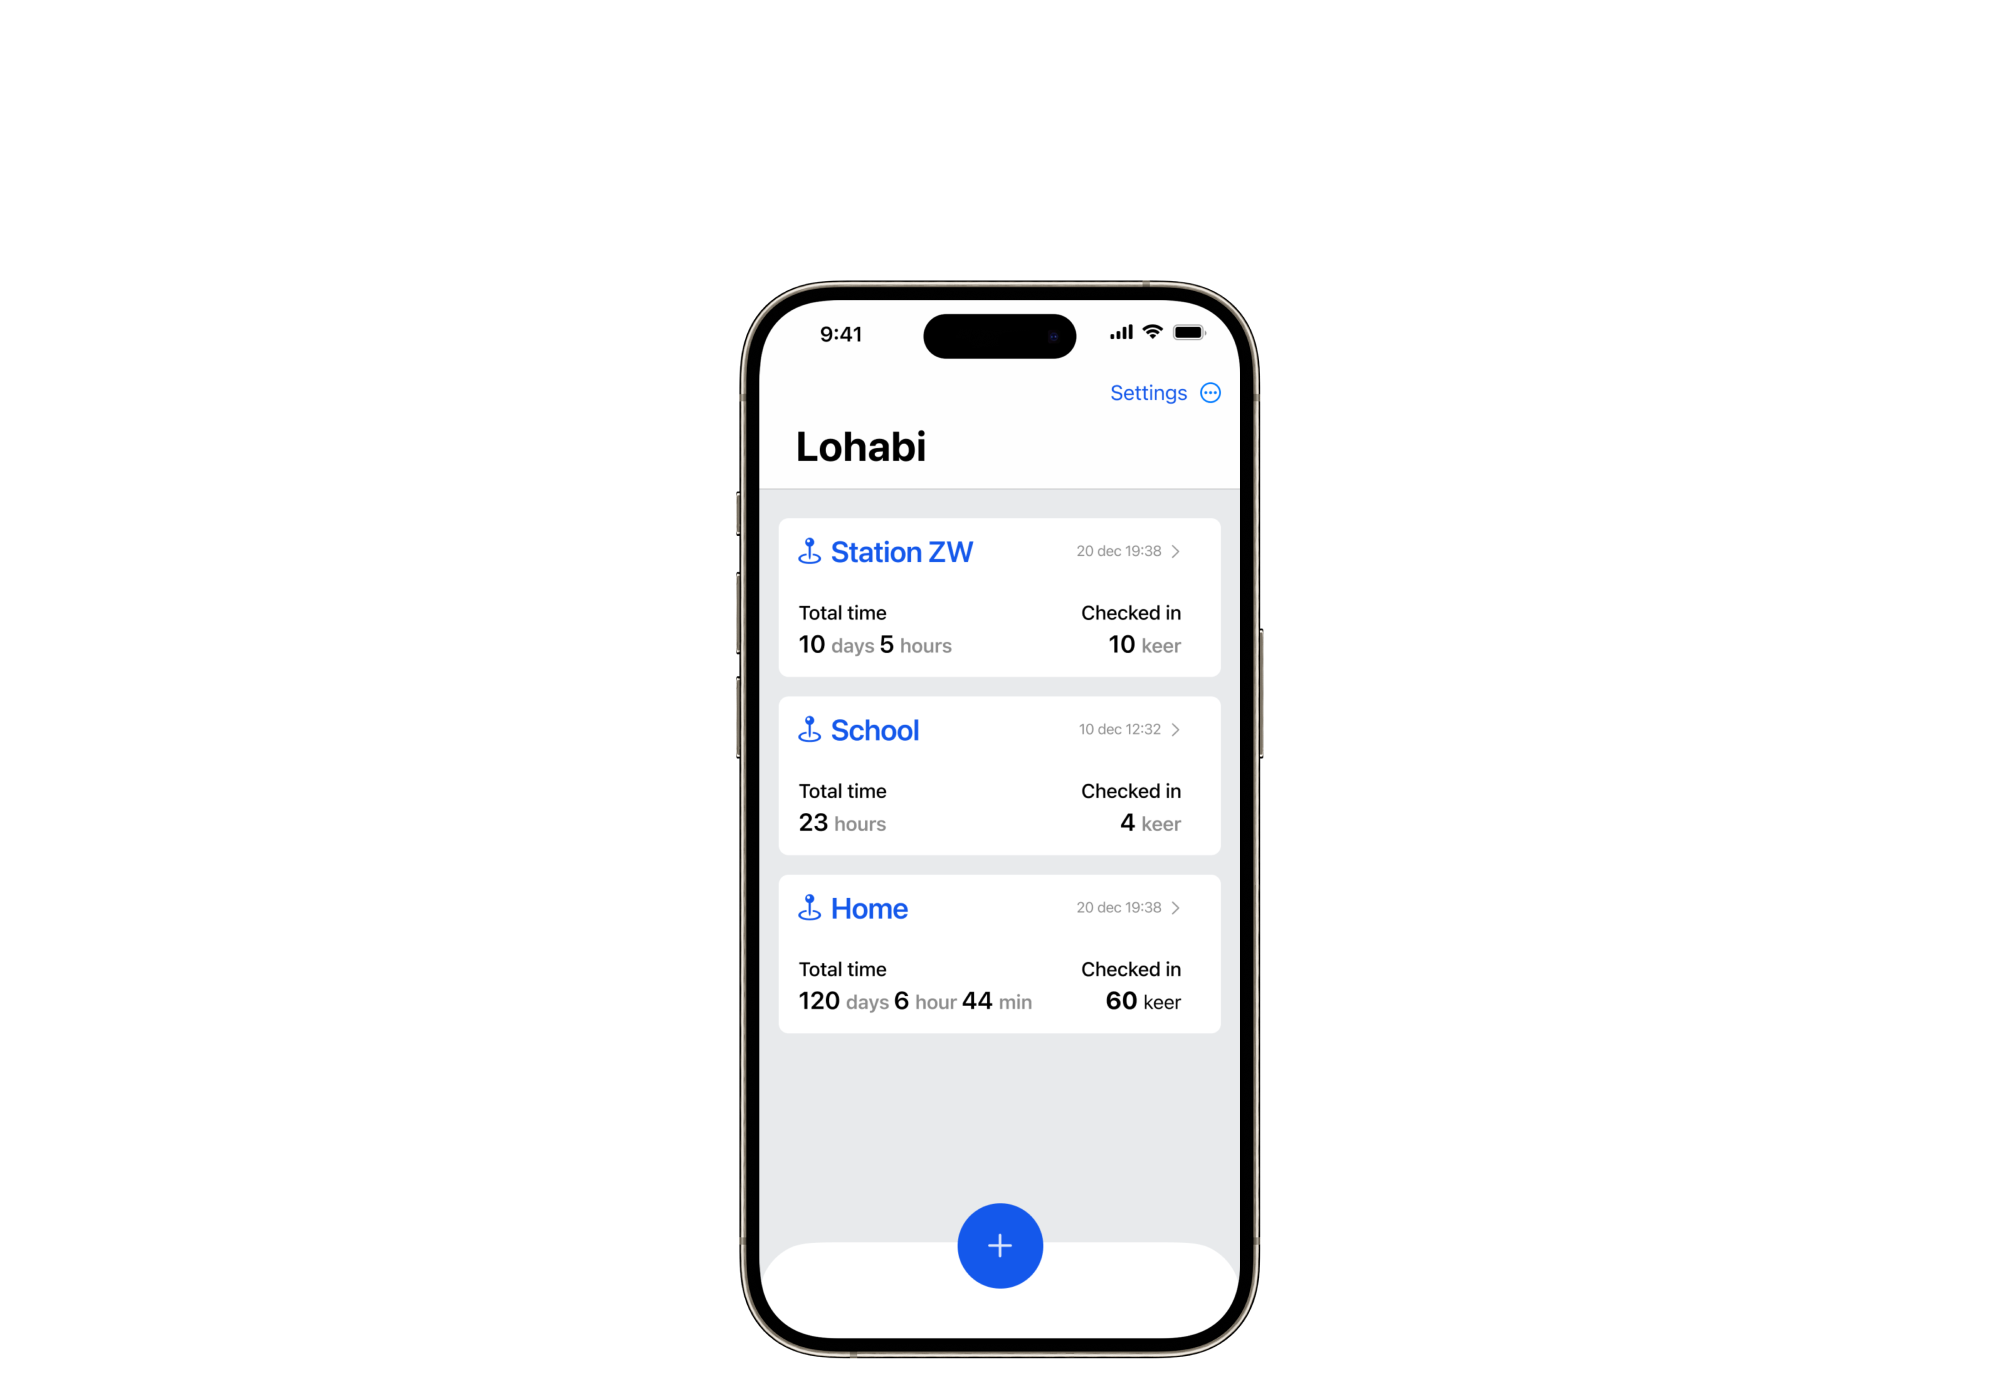 9:41
Settings
Lohabi
Station ZW 20 dec 19:38
Total time Checked in
10 days 5 hours 10 keer
School 10 dec 12:32
Total time Checked in
23 hours 4 keer
Home 20 dec 19:38
Total time Checked in
120 days 6 hour 44 min 60 keer